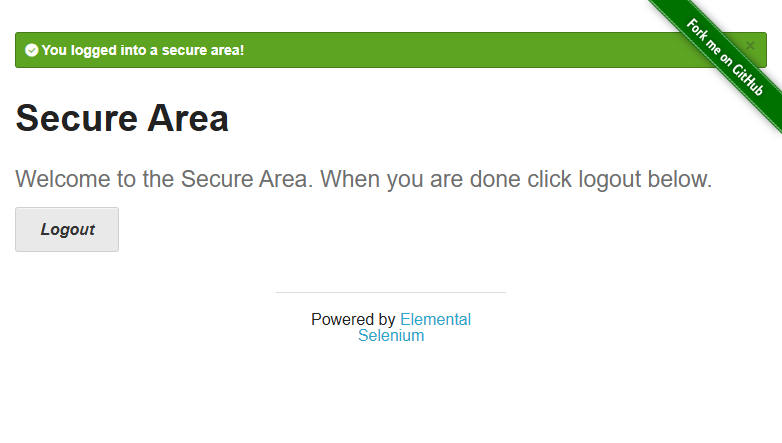 You logged into a secure area!
×
Fork me on GitHub
Secure Area
Welcome to the Secure Area. When you are done click logout below.
Logout
Powered by Elemental
Selenium